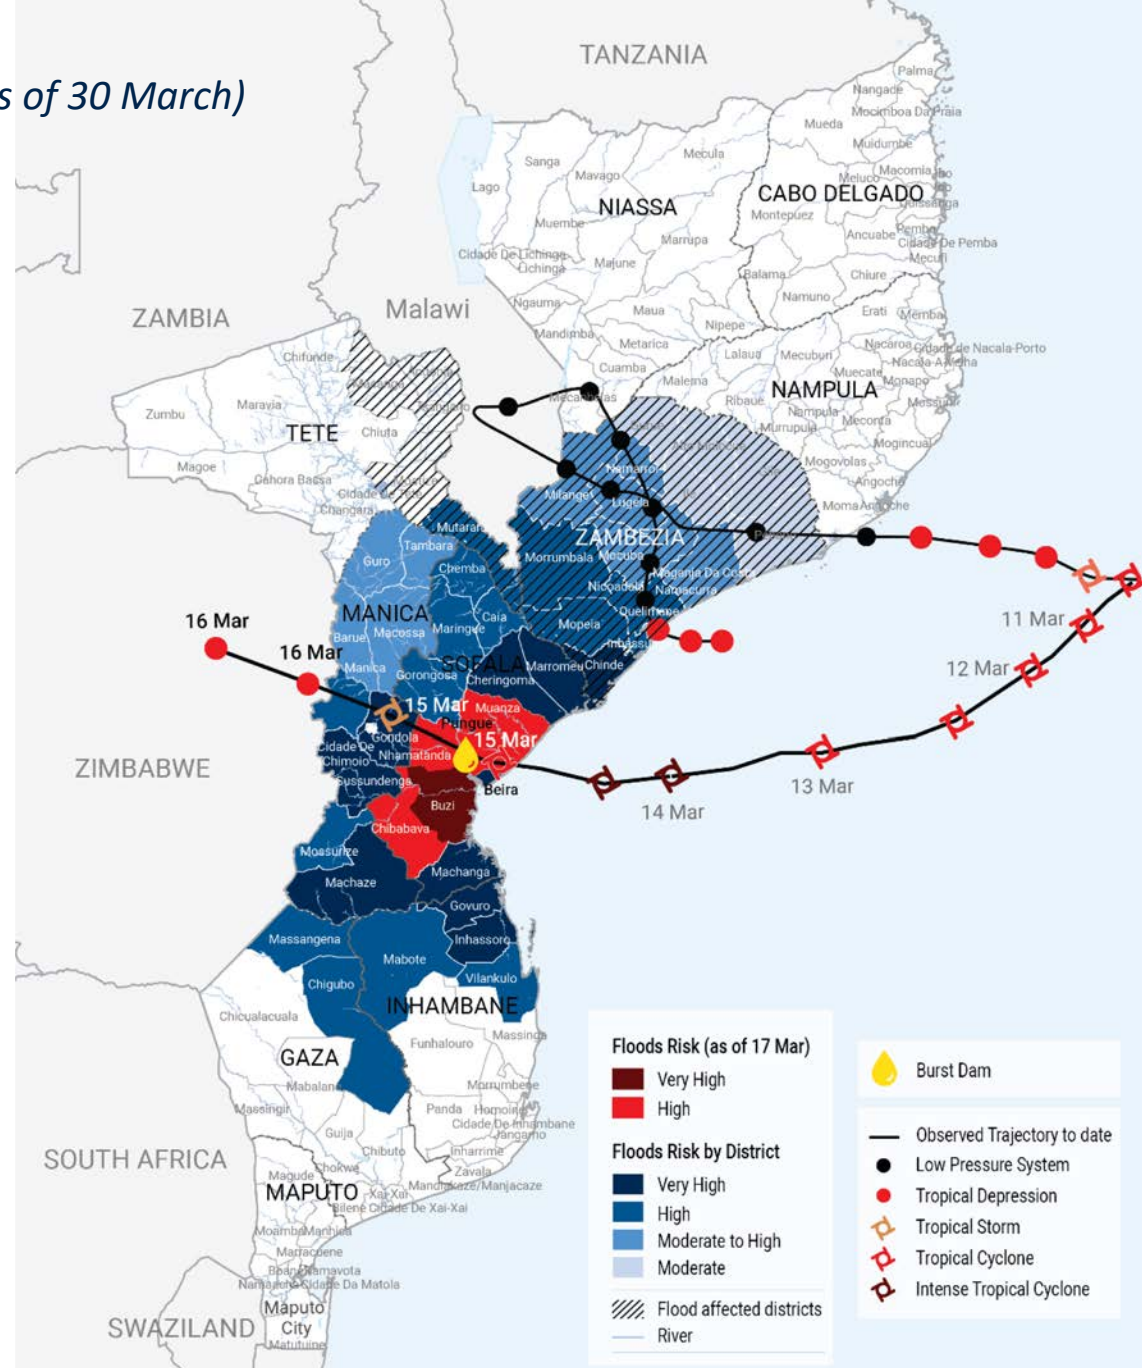 s of 30 March)
TANZANIA
Palma
Nangade
Mocimboa Da Praia
Mueda
Muidumbe
Mecula
Sanga
Mavago
Macomia
Meluco
Lago
CABO DELGADO
NIASSA
Montepuez
Muembe
Ancuabe
Pemba
Cidade De Pemba
Marrupa
Mecufi
Cidade De Lichinga
Lichinga
Majune
Balama
Chiure
Ngauma
Namuno
Malawi
ZAMBIA
Maua
Erati
Memba
Mandimba
Nipepe
Metarica
Nacaroa
Cidade de Nacala-Porto
Chifunde
Lalaua
Mecuburi
Nacala-A-Velha
Cuamba
Muecate
Malema
Monapo
NAMPULA
Zumbu
Maravia
Ribaue
Nampula
Meconta
Murrupula
TETE
Chiuta
Mogincual
Magoe
Mogovolas
Namarroi
Cahora Bassa
Angoche
Milange
Lugela
Changara
Moma
Angoche
Mutarara
ZAMBEZIA
Tambara
Morrumbala
Mocuba
Guro
Chemba
Maganja Da Costa
Nicoadala
Namacurra
MANICA
Caia
Quelimane
11 Mar
16 Mar
Barue
Macossa
Maringue
Mopeia
Inhassunge
16 Mar
SOFALA
Marromeu
Chinde
12 Mar
Manica
Gorongosa
Cheringoma
15 Mar
Muanza
Pungue
Gondola
15 Mar
Cidade De
Chimoio
Nhamatanda
ZIMBABWE
Sussundenga
Beira
13 Mar
Buzi
14 Mar
Chibabava
Mossurize
Machanga
Machaze
Govuro
Massangena
Inhassoro
Mabote
Vilankulo
Chigubo
INHAMBANE
Chicualacuala
Massinga
Funhalouro
GAZA
Mabalane
Morrumbene
Massingir
Panda
Homoine
Cidade De Inhambane
Jangamo
Guija
Chibuto
Inharrime
SOUTH AFRICA
Chokwe
Zavala
Magude
Mandlakaze/Manjacaze
MAPUTO
Xai-Xai
Bilene
Cidade De Xai-Xai
Moamba
Manhica
Marracuene
Boane
Namaacha
Cidade Da Matola
Maputo
City
SWAZILAND
Matutuine
Floods Risk (as of 17 Mar)
Very High
High
Floods Risk by District
Very High
High
Moderate to High
Moderate
Flood affected districts
River
Burst Dam
Observed Trajectory to date
Low Pressure System
Tropical Depression
Tropical Storm
Tropical Cyclone
Intense Tropical Cyclone